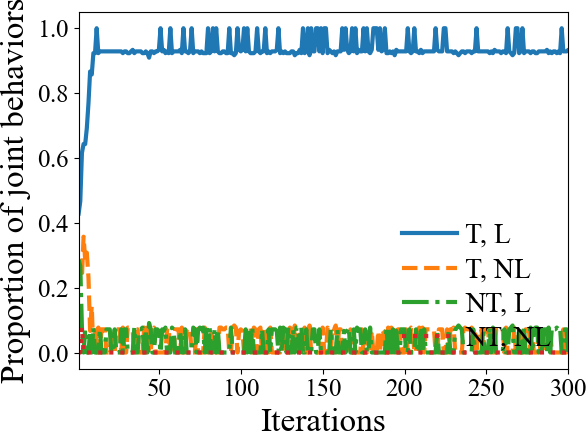 Proportion of joint behaviors
1.0
0.8
0.6
0.4
0.2
0.0
T, L
T, NL
NT, L
NT, NL
50
100
150
200
250
300
Iterations